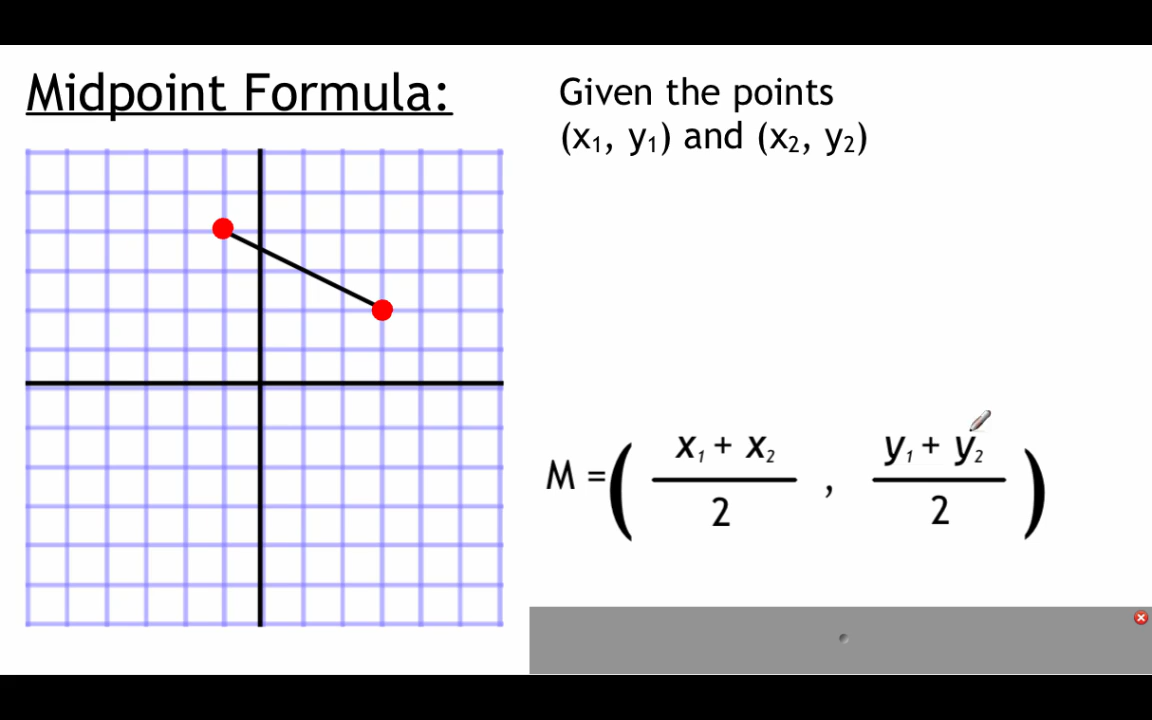 Midpoint Formula:
Given the points
(x₁, y₁) and (x₂, y₂)
M = ( x₁ + x₂ / 2 , y₁ + y₂ / 2 )